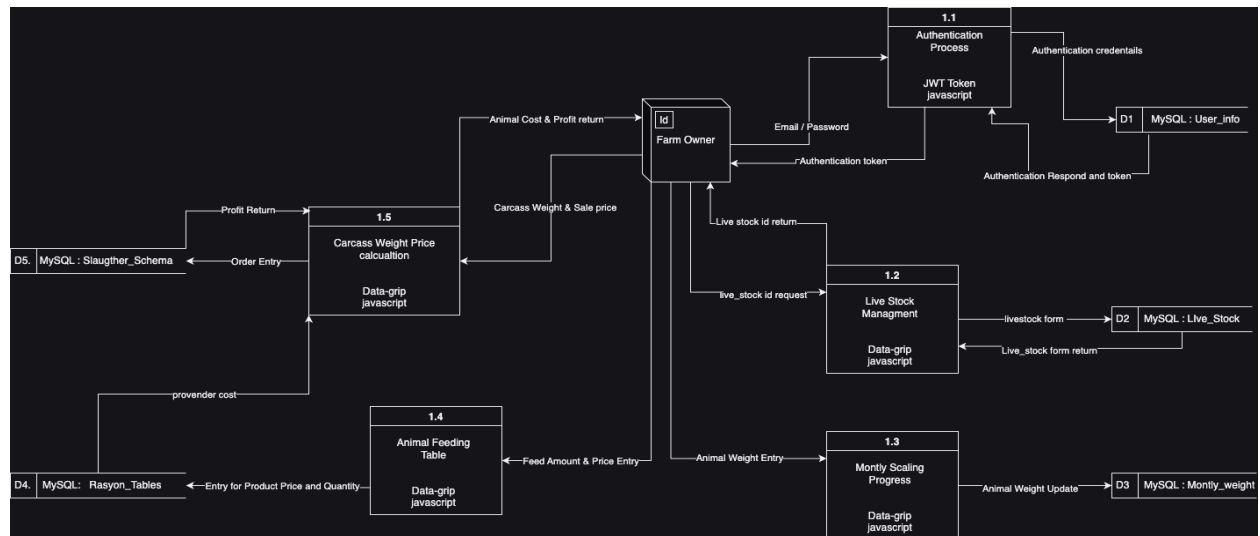 1.1
Authentication
Process
JWT Token
javascript
Authentication credentails
D1 MySQL : User_info
Authentication Respond and token
Email / Password
Authentication token
Id
Farm Owner
Animal Cost & Profit return
Carcass Weight & Sale price
Profit Return
1.5
Carcass Weight Price
calcualtion
Data-grip
javascript
D5. MySQL : Slaugther_Schema
Order Entry
Live stock id return
live_stock id request
1.2
Live Stock
Managment
Data-grip
javascript
livestock form
D2 MySQL : LIve_Stock
Live_stock form return
provender cost
1.4
Animal Feeding
Table
Data-grip
javascript
Feed Amount & Price Entry
D4. MySQL: Rasyon_Tables
Entry for Product Price and Quantity
Animal Weight Entry
1.3
Montly Scaling
Progress
Data-grip
javascript
Animal Weight Update
D3 MySQL : Montly_weight